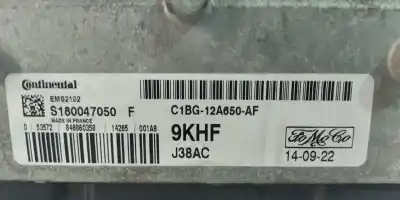 Continental
EMS2102
S180047050 F
MADE IN FRANCE
0 53572 846860358 14265 001A8
C1BG-12A650-AF
9KHF
J38AC
FoMoCo
14-09-22